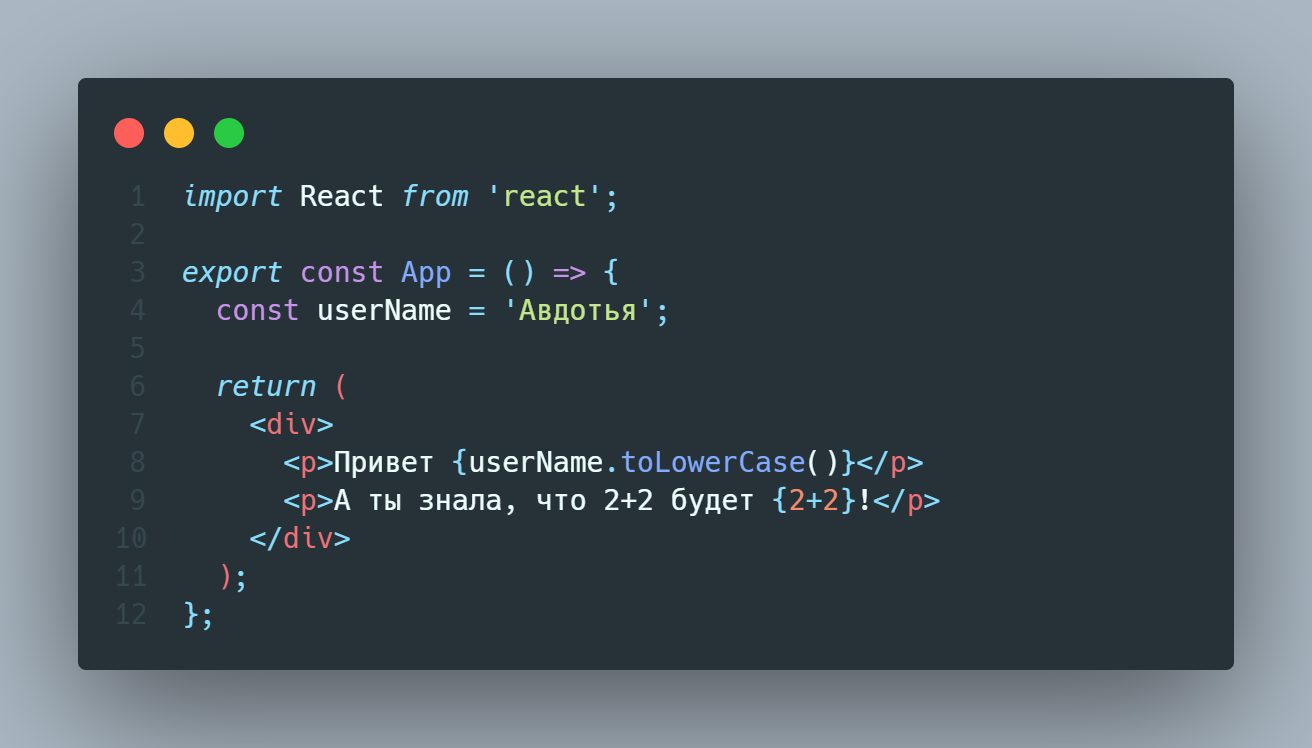 1 import React from 'react';
2
3 export const App = () => {
4   const userName = 'Авдотья';
5
6   return (
7     <div>
8       <p>Привет {userName.toLowerCase()}</p>
9       <p>А ты знала, что 2+2 будет {2+2}!</p>
10     </div>
11   );
12 };